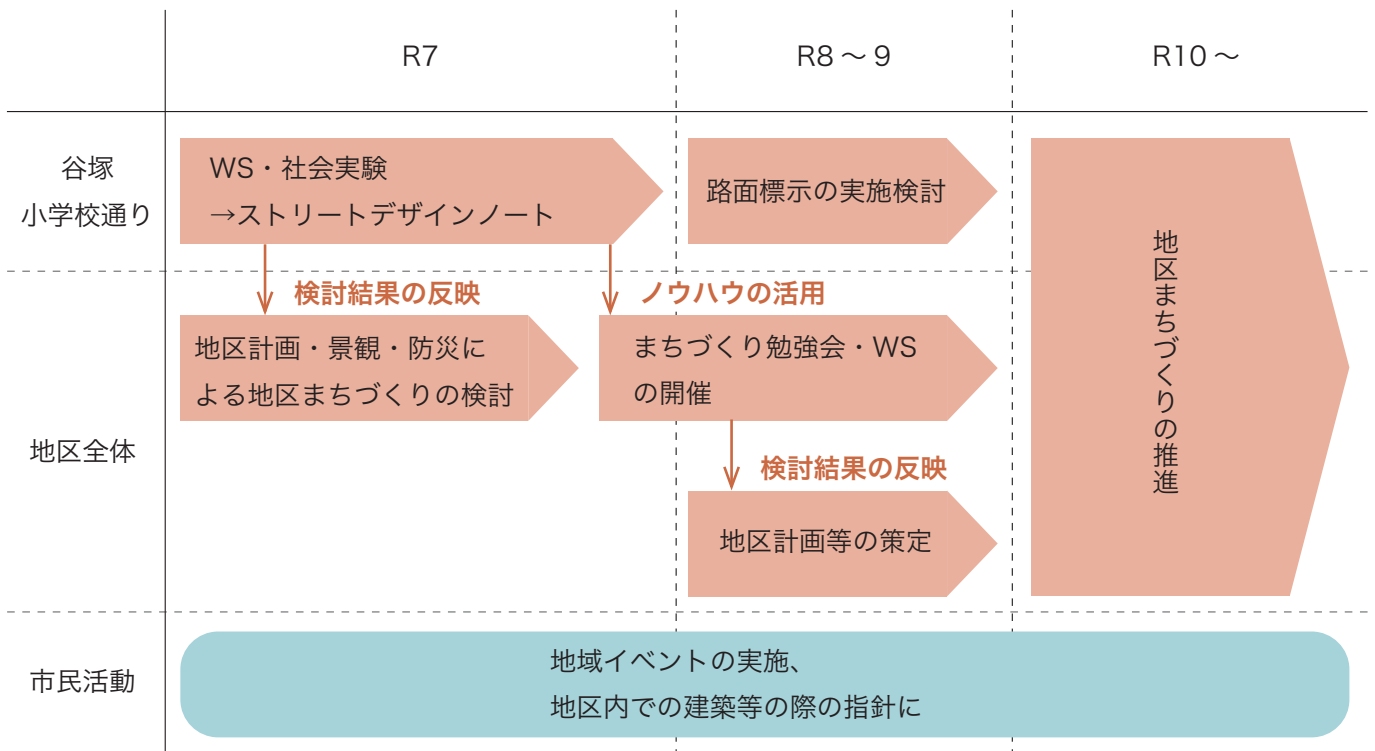 R7
R8～9
R10～
谷塚
小学校通り
WS・社会実験
→ストリートデザインノート
路面標示の実施検討
地区まちづくりの推進
検討結果の反映
ノウハウの活用
地区全体
地区計画・景観・防災に
よる地区まちづくりの検討
まちづくり勉強会・WS
の開催
検討結果の反映
地区計画等の策定
市民活動
地域イベントの実施、
地区内での建築等の際の指針に